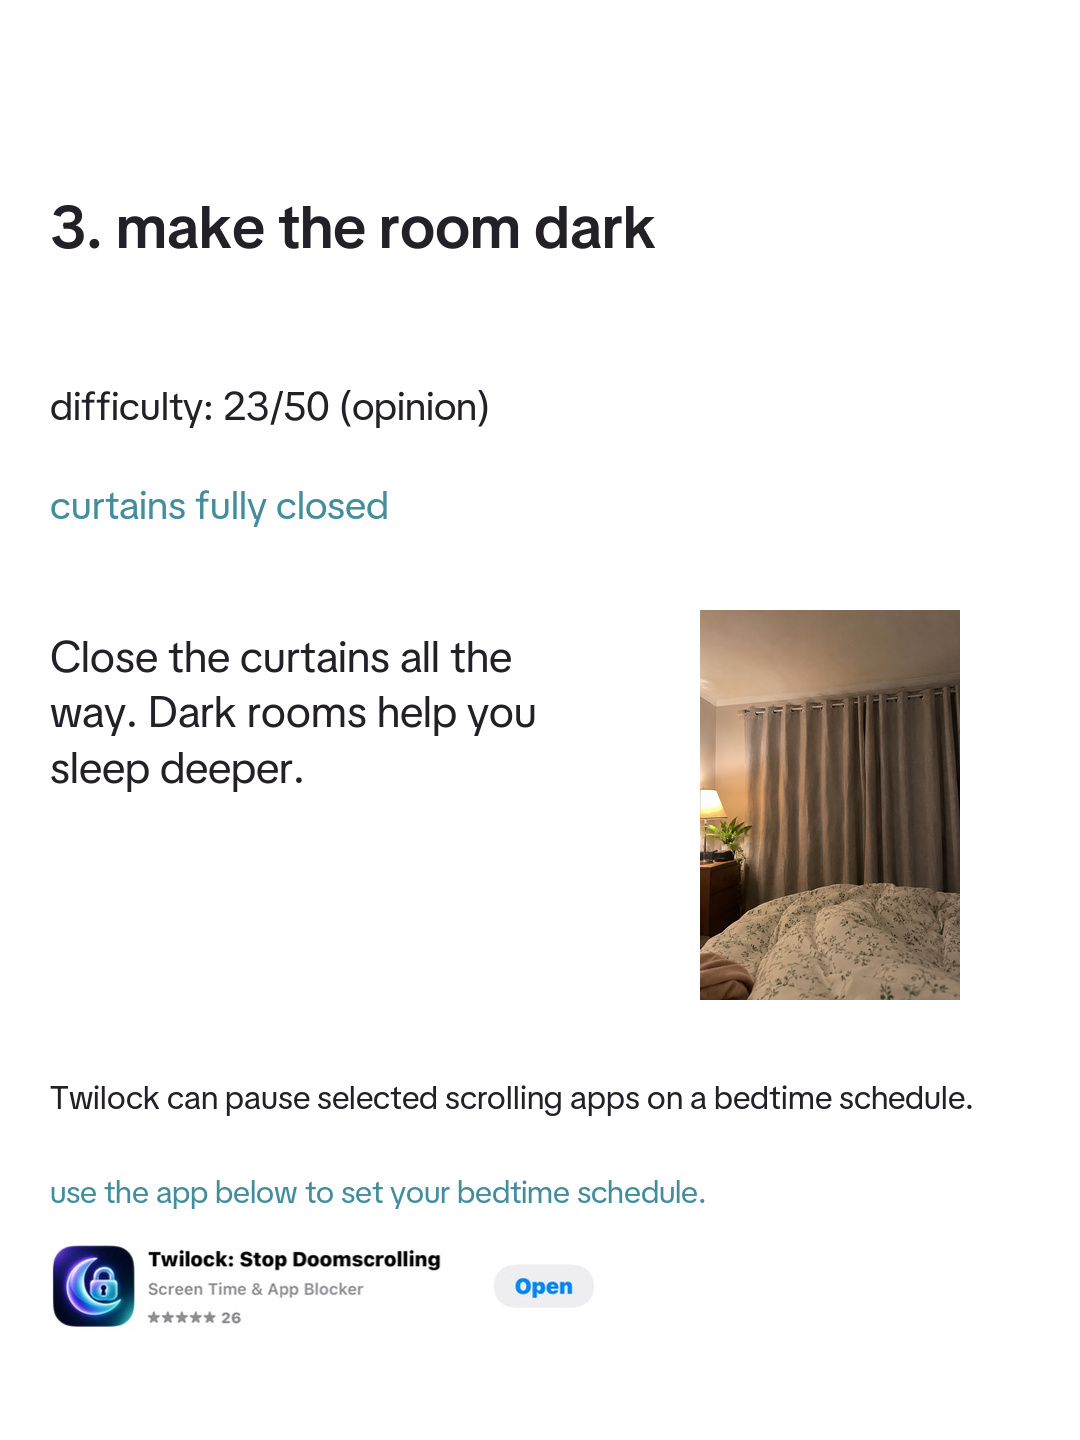 3. make the room dark
difficulty: 23/50 (opinion)
curtains fully closed
Close the curtains all the
way. Dark rooms help you
sleep deeper.
Twilock can pause selected scrolling apps on a bedtime schedule.
use the app below to set your bedtime schedule.
Twilock: Stop Doomscrolling
Screen Time & App Blocker
★★★★★ 26
Open